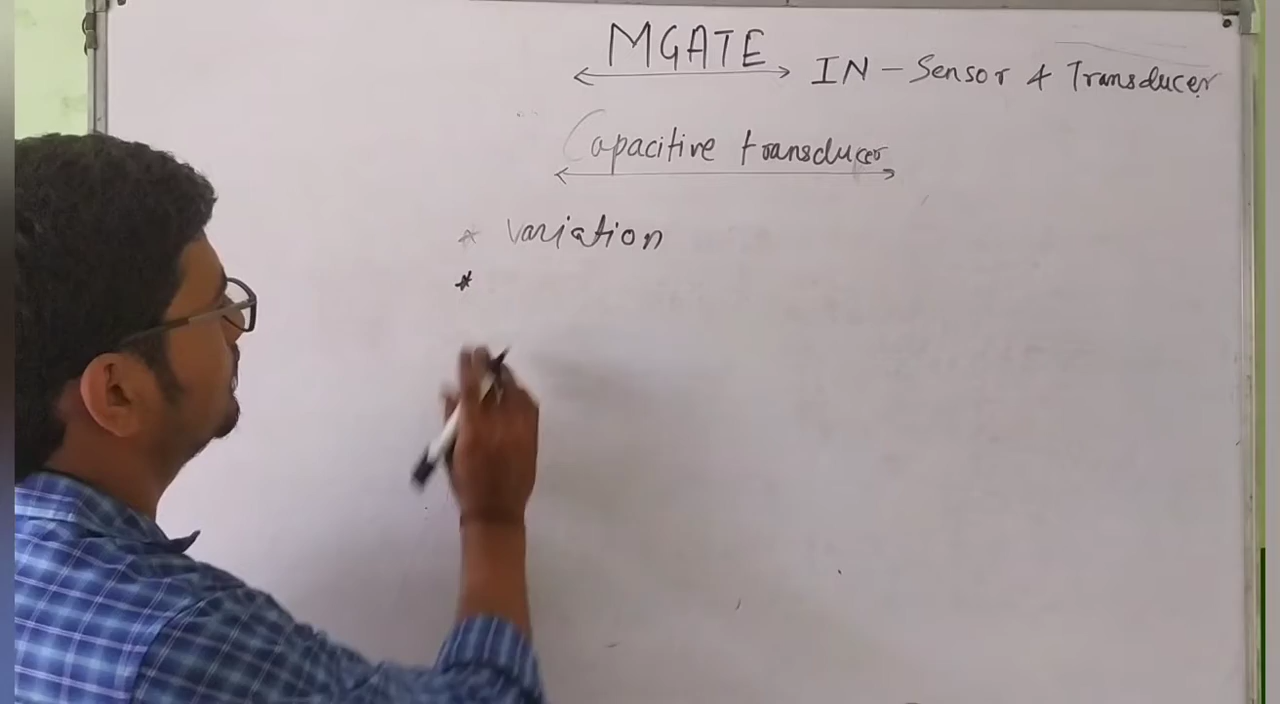 MGATE IN - Sensor & Transducer
Capacitive transducer
* variation
*